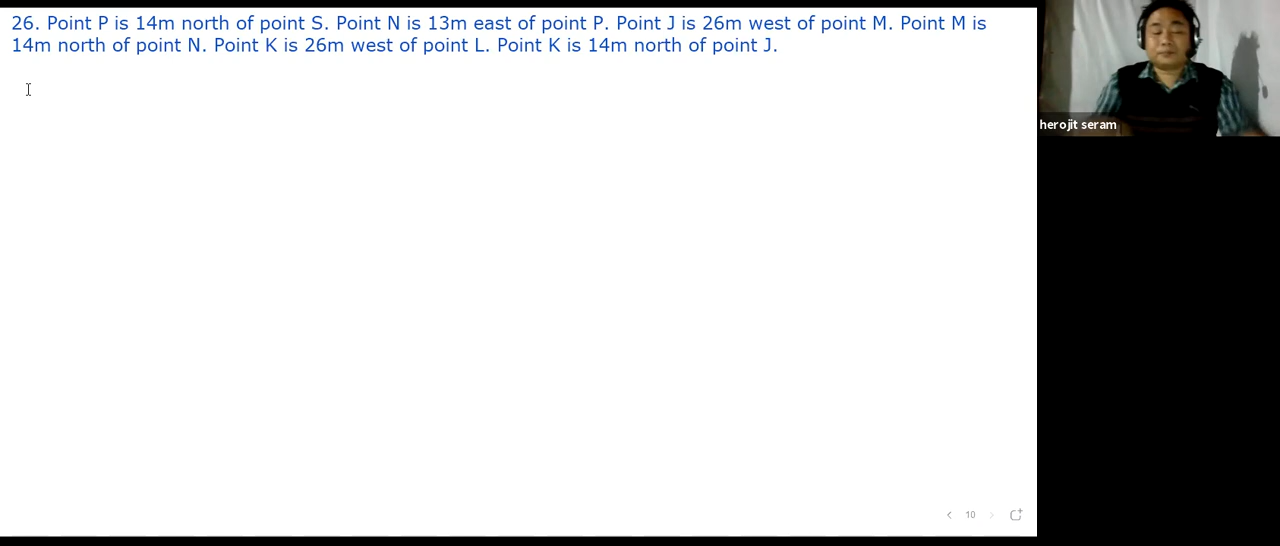 26. Point P is 14m north of point S. Point N is 13m east of point P. Point J is 26m west of point M. Point M is
14m north of point N. Point K is 26m west of point L. Point K is 14m north of point J.
herojit seram
10